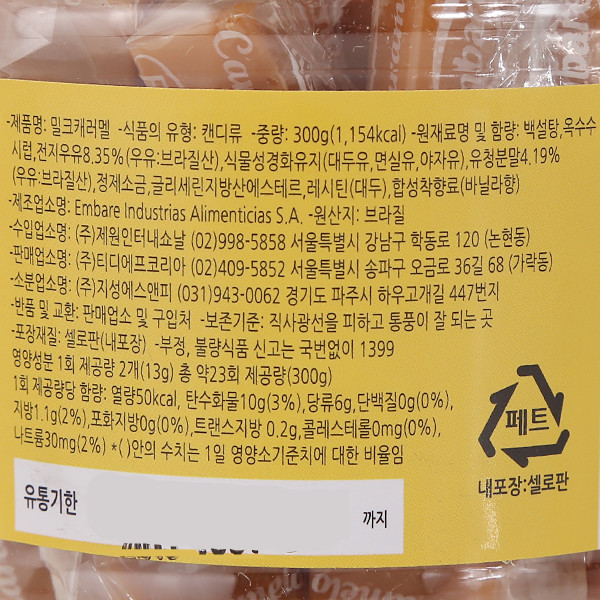 -제품명: 밀크캐러멜 -식품의 유형: 캔디류 -중량: 300g(1,154kcal) -원재료명 및 함량: 백설탕,옥수수
시럽,전지우유8.35%(우유:브라질산),식물성경화유지(대두유,면실유,야자유),유청분말4.19%
(우유:브라질산),정제소금,글리세린지방산에스테르,레시틴(대두),합성착향료(바닐라향)
-제조업소명: Embare Industrias Alimenticias S.A. -원산지: 브라질
-수입업소명: (주)제원인터내쇼날 (02)998-5858 서울특별시 강남구 학동로 120 (논현동)
-판매업소명: (주)티디에프코리아 (02)409-5852 서울특별시 송파구 오금로 36길 68 (가락동)
-소분업소명: (주)지성에스앤피 (031)943-0062 경기도 파주시 하우고개길 447번지
-반품 및 교환: 판매업소 및 구입처 -보존기준: 직사광선을 피하고 통풍이 잘 되는 곳
-포장재질: 셀로판(내포장) -부정, 불량식품 신고는 국번없이 1399
영양성분 1회 제공량 2개(13g) 총 약23회 제공량(300g)
1회 제공량당 함량: 열량50kcal, 탄수화물10g(3%),당류6g,단백질0g(0%),
지방1.1g(2%),포화지방0g(0%),트랜스지방 0.2g,콜레스테롤0mg(0%),
나트륨30mg(2%) *( )안의 수치는 1일 영양소기준치에 대한 비율임
페트
내포장:셀로판
유통기한 까지